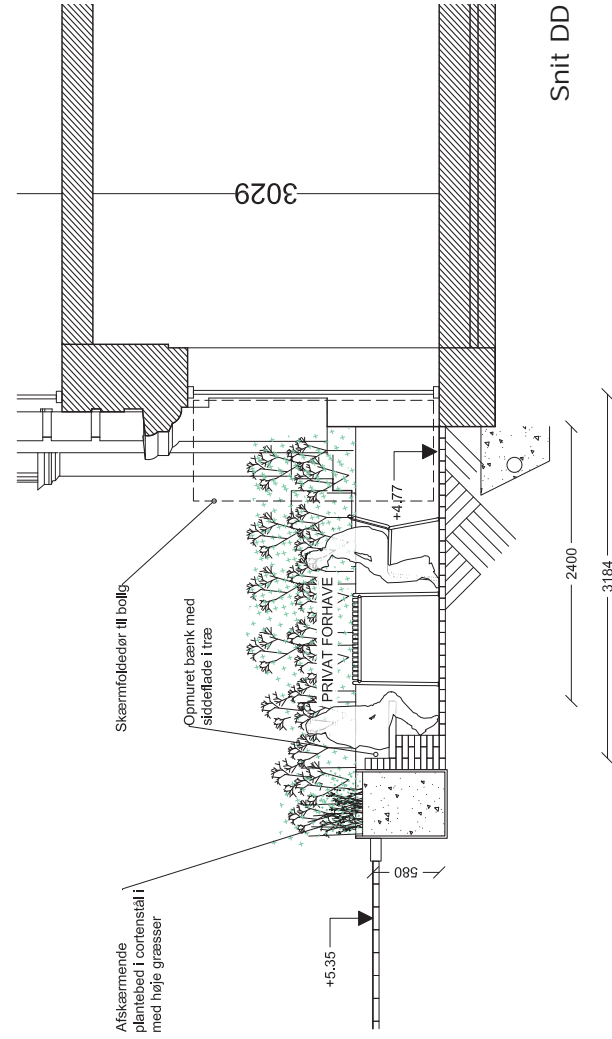 Snit DD
3029
Skærmfoldedør til bolig
Opmuret bænk med
siddeflade i træ
PRIVAT FORHAVE
Afskærmende
plantebed i cortenstål i
med høje græsser
+4.77
+5.35
580
2400
3184